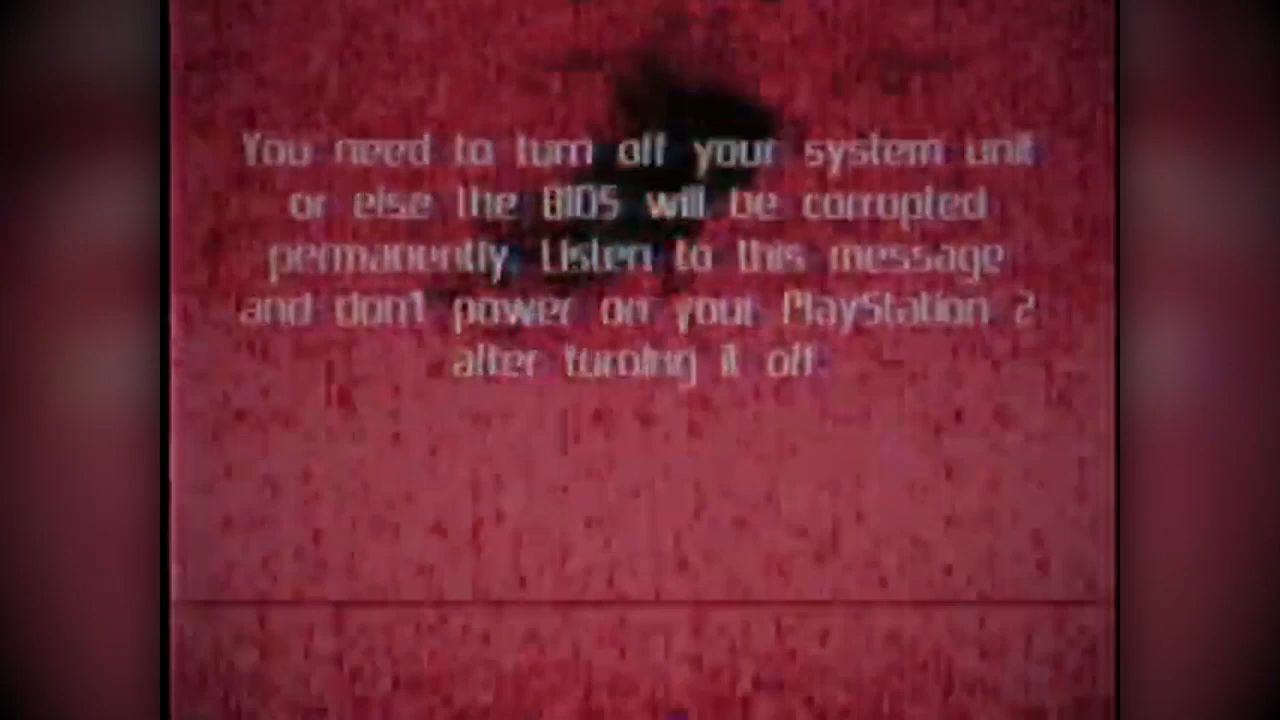 You need to turn off your system unit
or else the BIOS will be corrupted
permanently. Listen to this message
and don't power on your PlayStation 2
after turning it off.